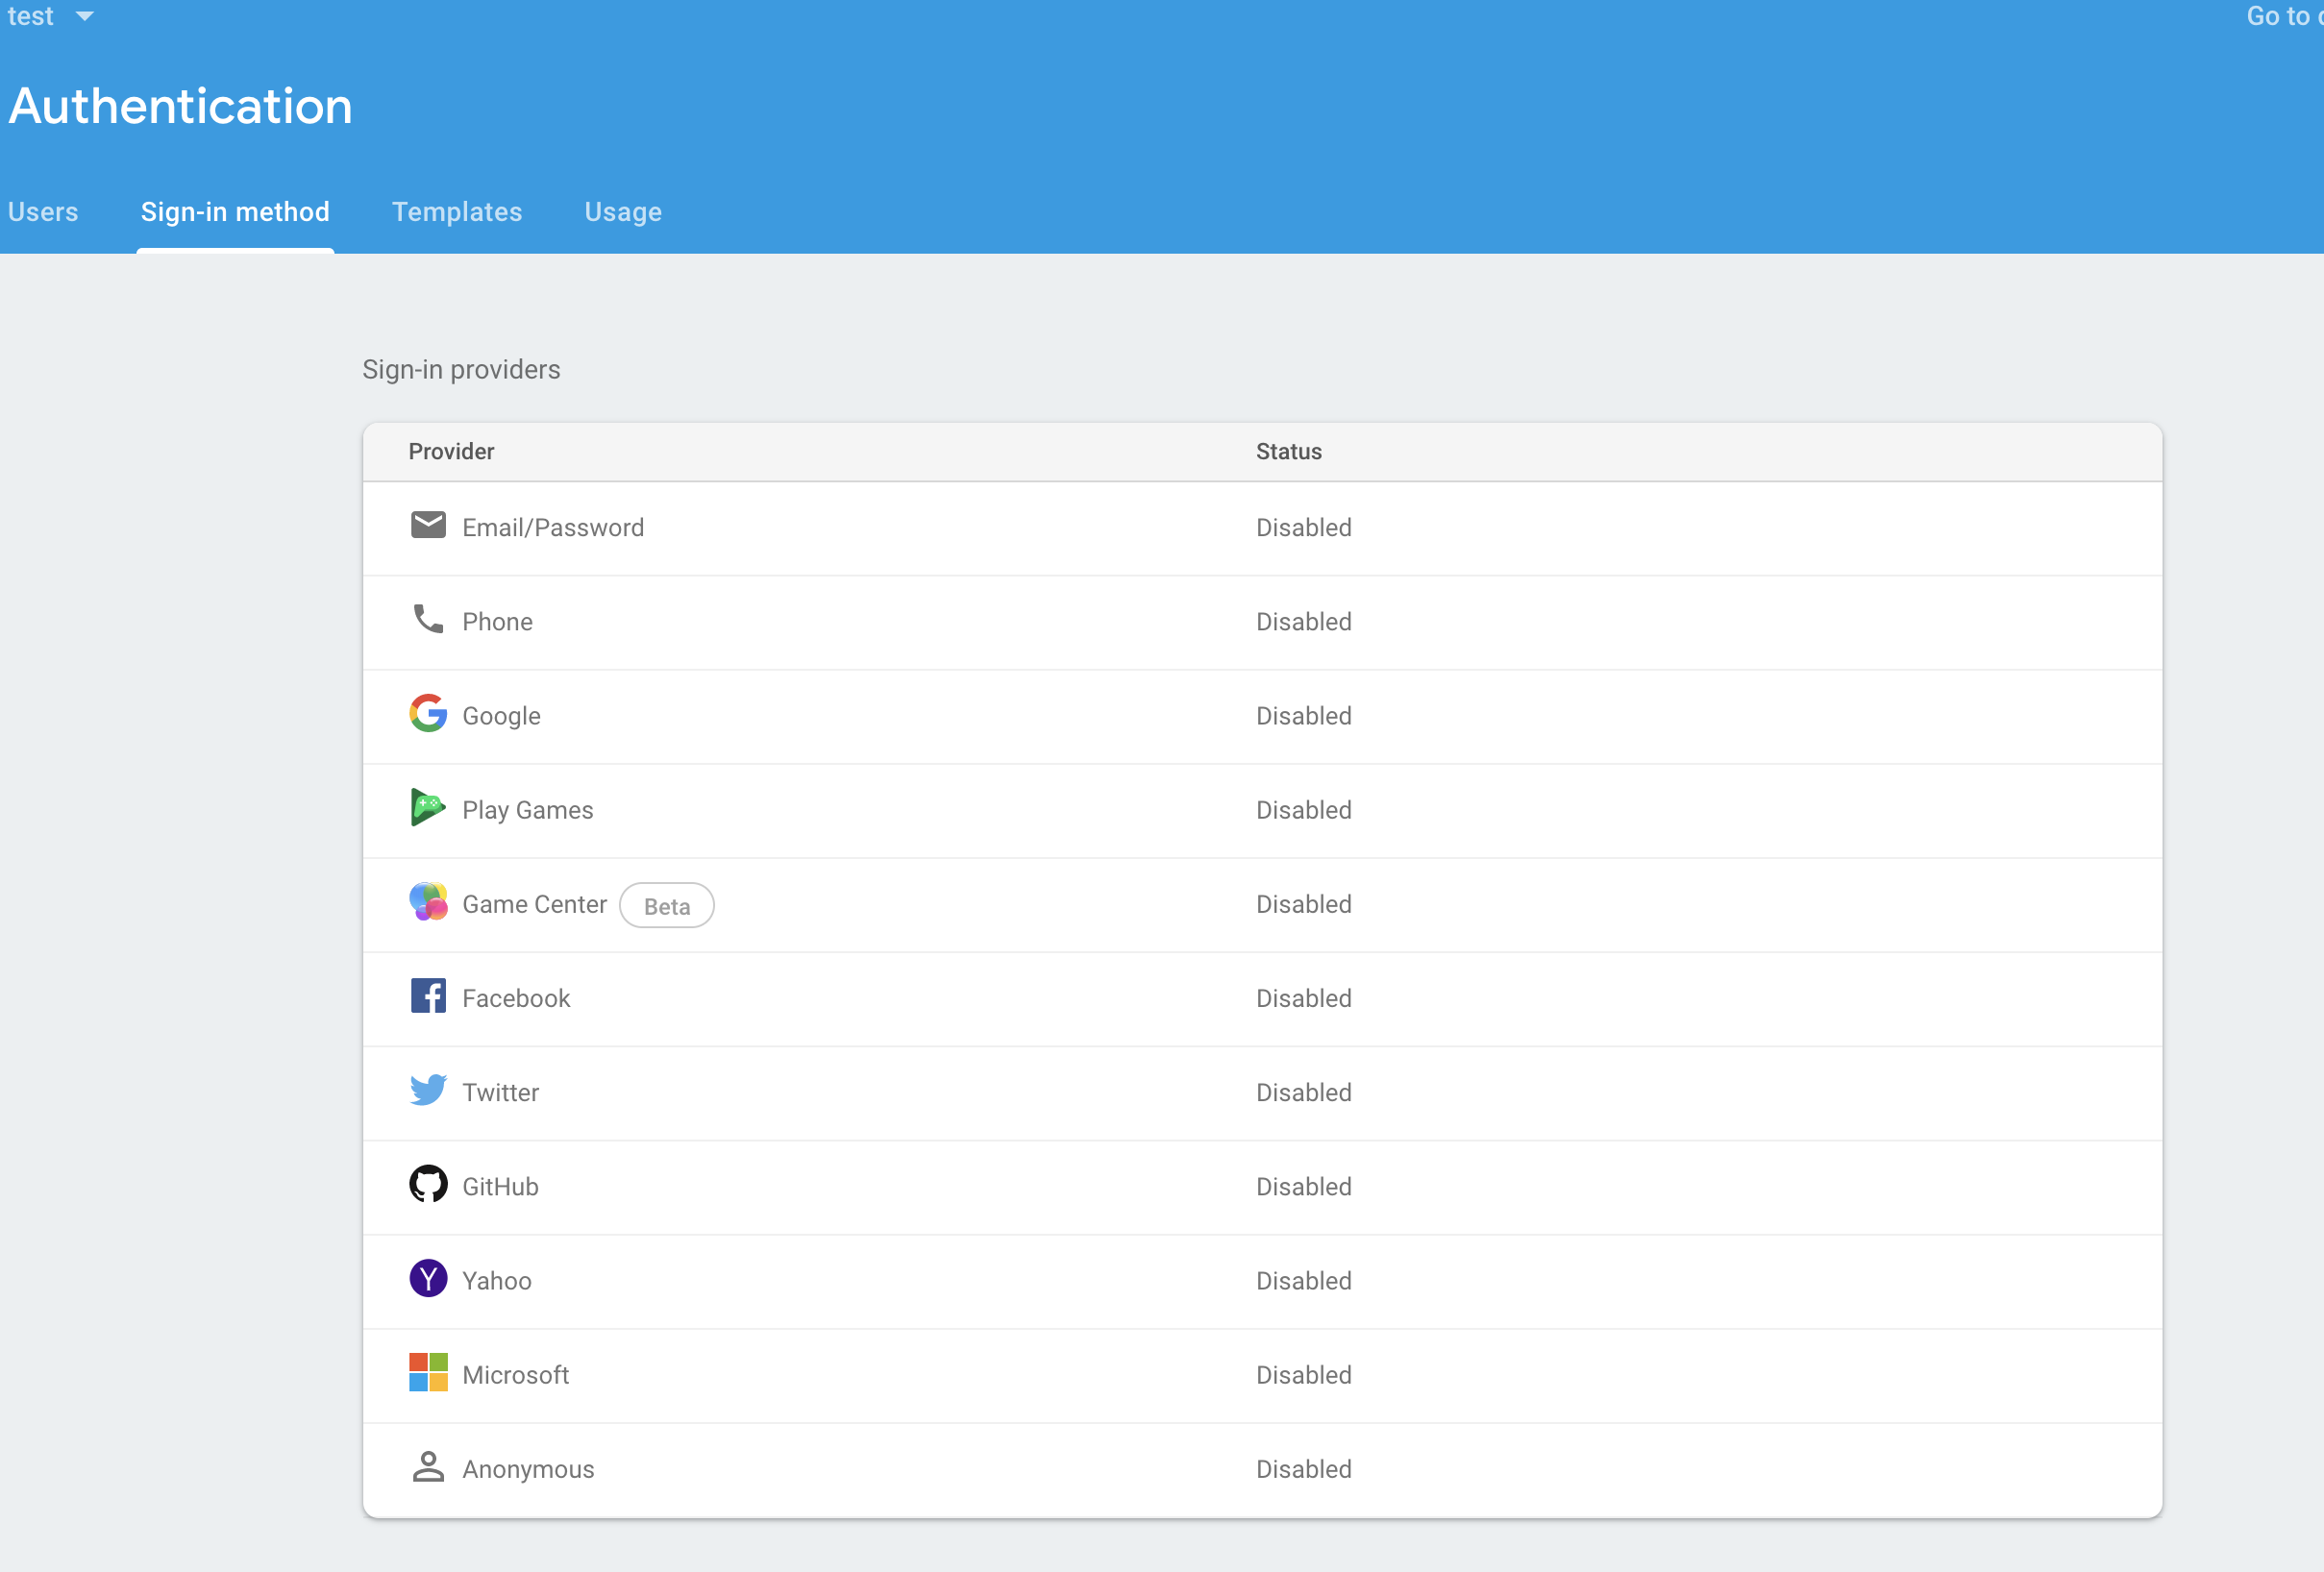 test
Go to
Authentication
Users Sign-in method Templates Usage
Sign-in providers
Provider Status
Email/Password Disabled
Phone Disabled
Google Disabled
Play Games Disabled
Game Center Beta Disabled
Facebook Disabled
Twitter Disabled
GitHub Disabled
Yahoo Disabled
Microsoft Disabled
Anonymous Disabled